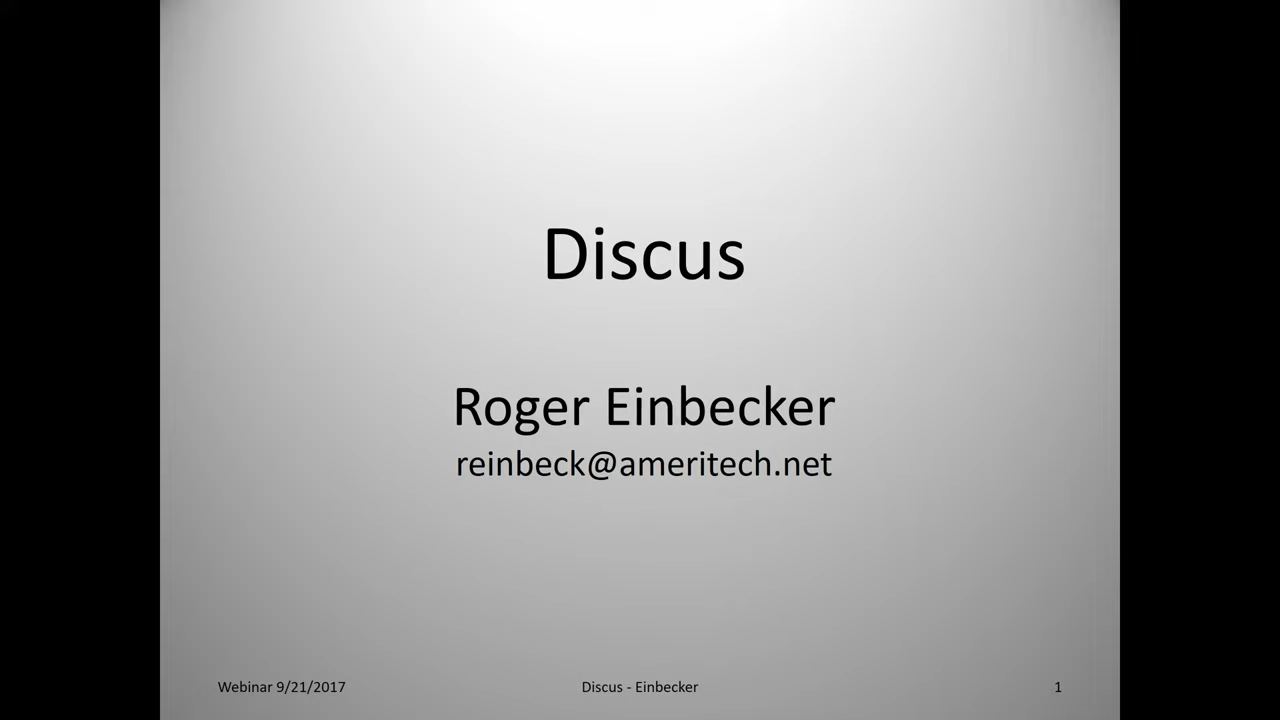 Discus
Roger Einbecker
reinbeck@ameritech.net
Webinar 9/21/2017
Discus - Einbecker
1